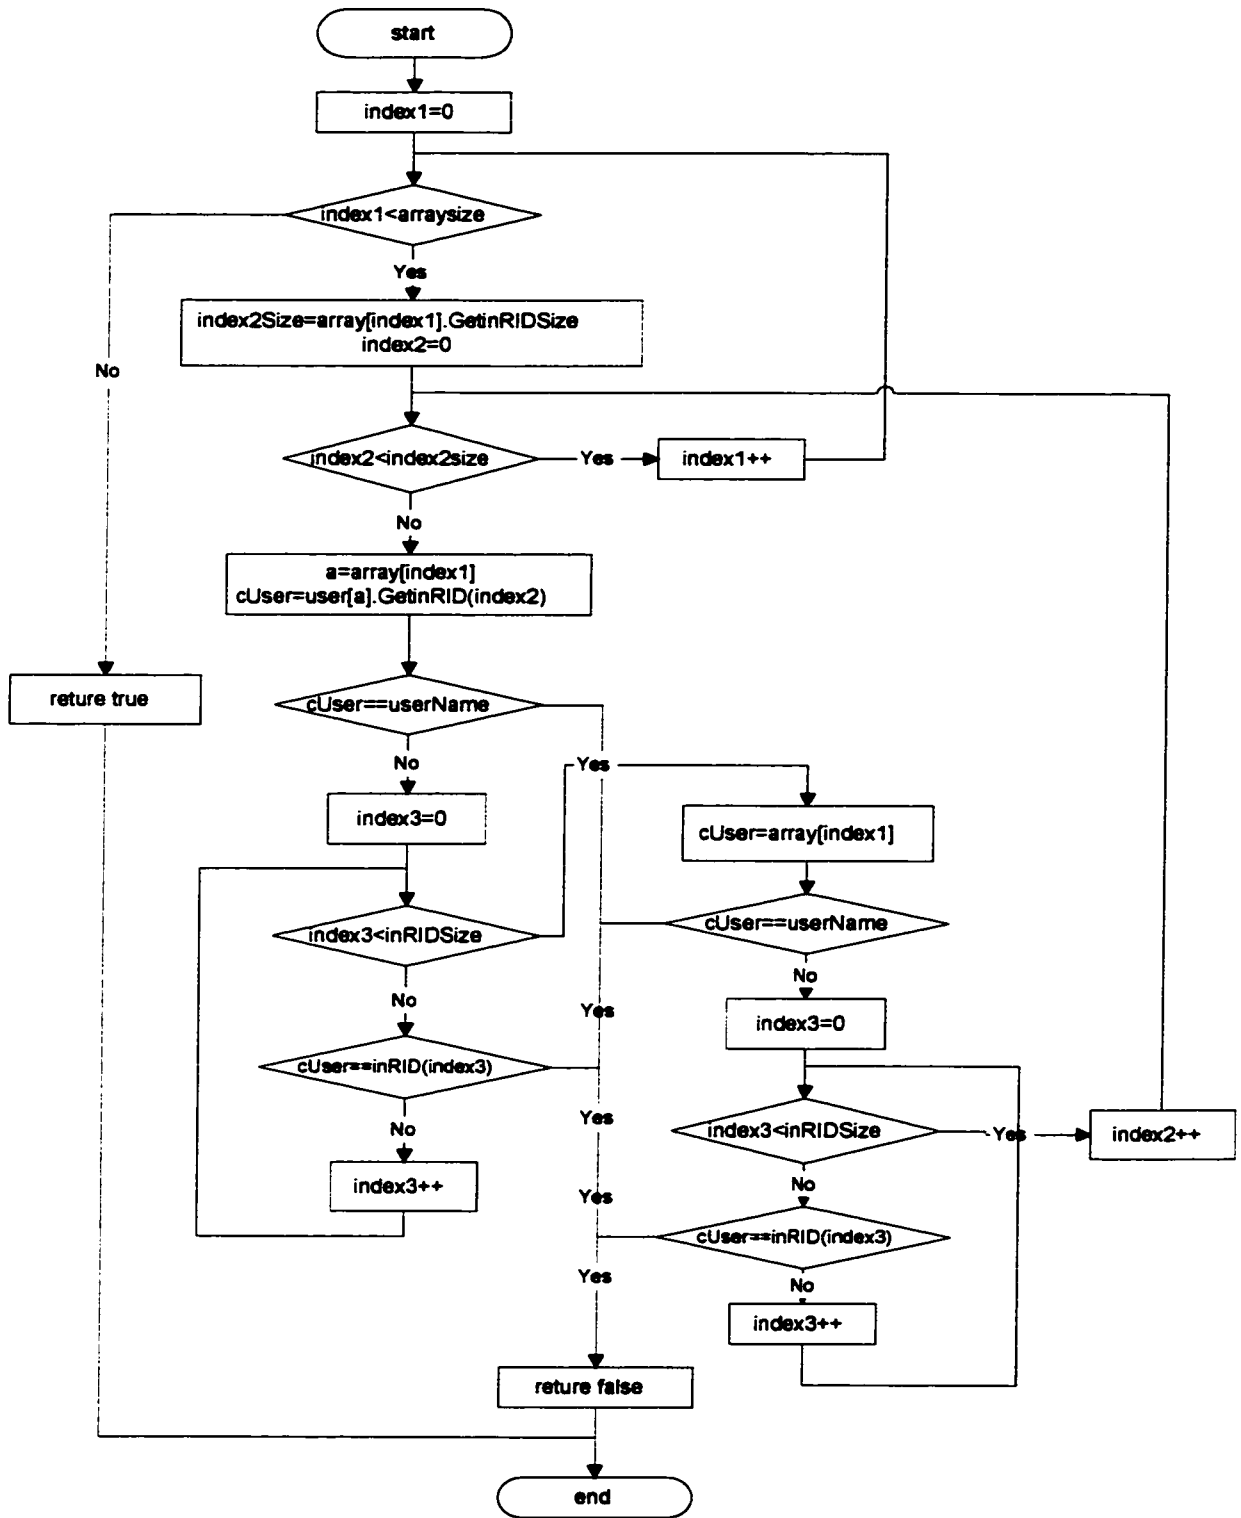 start
index1=0
index1<arraysize
Yes
index2Size=array[index1].GetinRIDSize
index2=0
No
index2<index2size
Yes
index1++
No
a=array[index1]
cUser=user[a].GetinRID(index2)
reture true
cUser==userName
No
Yes
index3=0
cUser=array[index1]
index3<inRIDSize
cUser==userName
No
No
Yes
index3=0
cUser==inRID(index3)
Yes
No
index3<inRIDSize
Yes
index2++
index3++
No
Yes
cUser==inRID(index3)
Yes
No
index3++
reture false
end